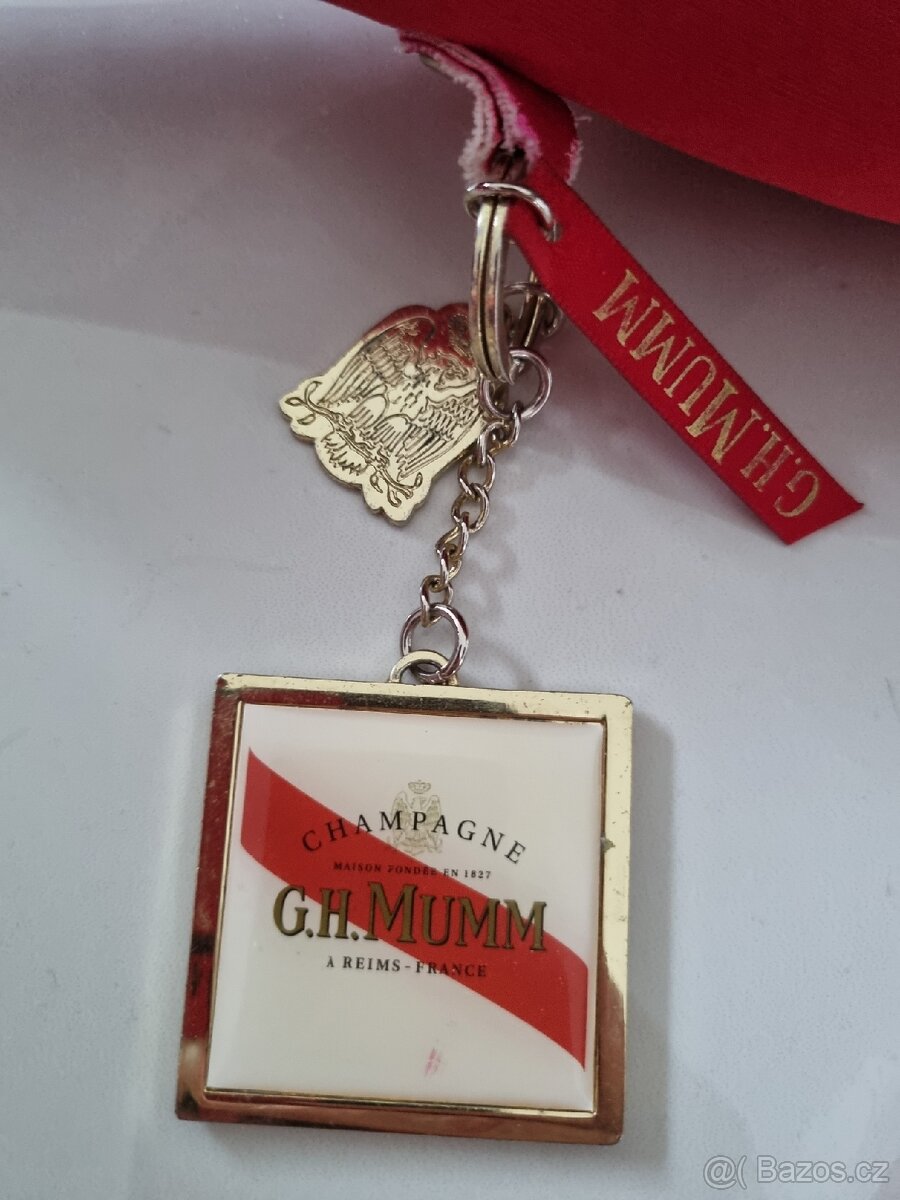 G.H.MUMM
CHAMPAGNE
MAISON FONDÉE EN 1827
G.H.MUMM
À REIMS-FRANCE
@( Bazos.cz